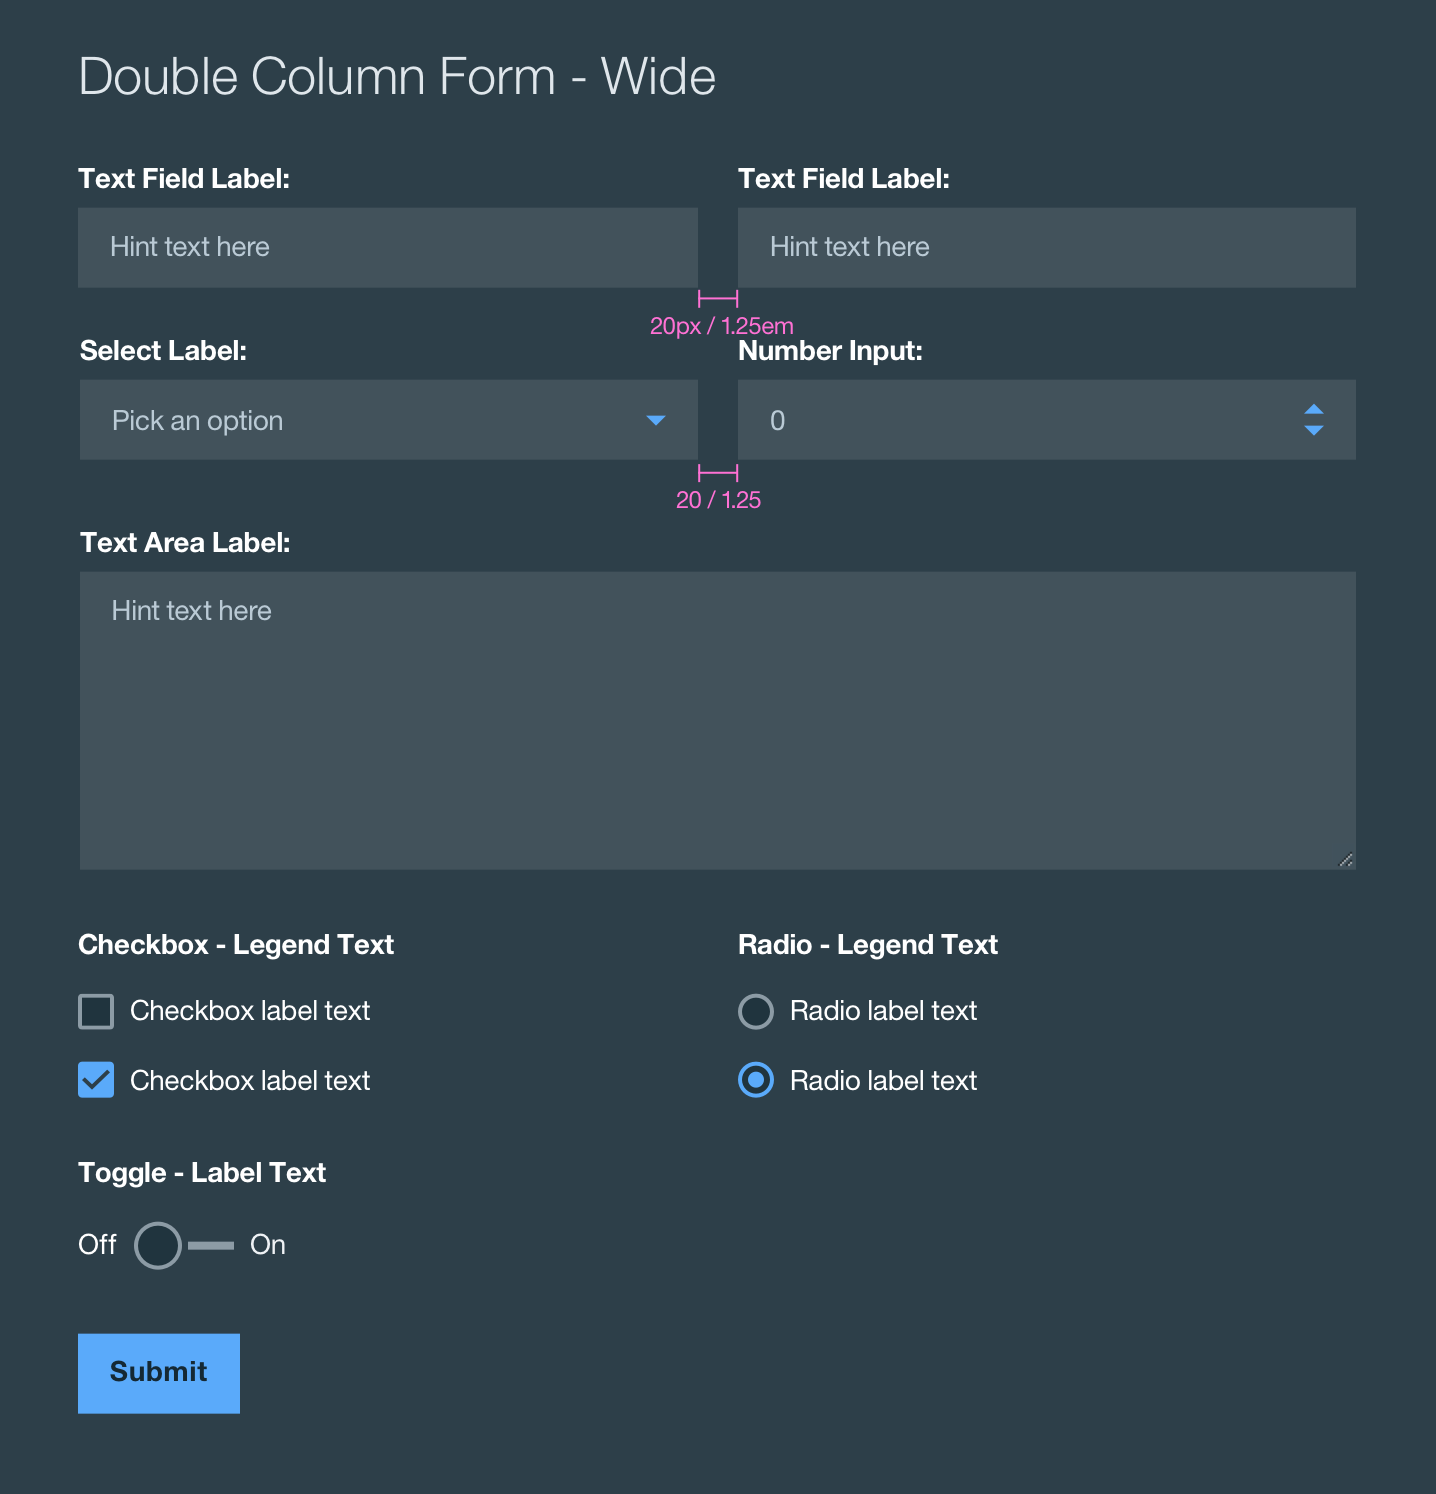 Double Column Form - Wide
Text Field Label:
Text Field Label:
Hint text here
Hint text here
20px / 1.25em
Select Label:
Number Input:
Pick an option
0
20 / 1.25
Text Area Label:
Hint text here
Checkbox - Legend Text
Radio - Legend Text
Checkbox label text
Radio label text
Checkbox label text
Radio label text
Toggle - Label Text
Off
On
Submit